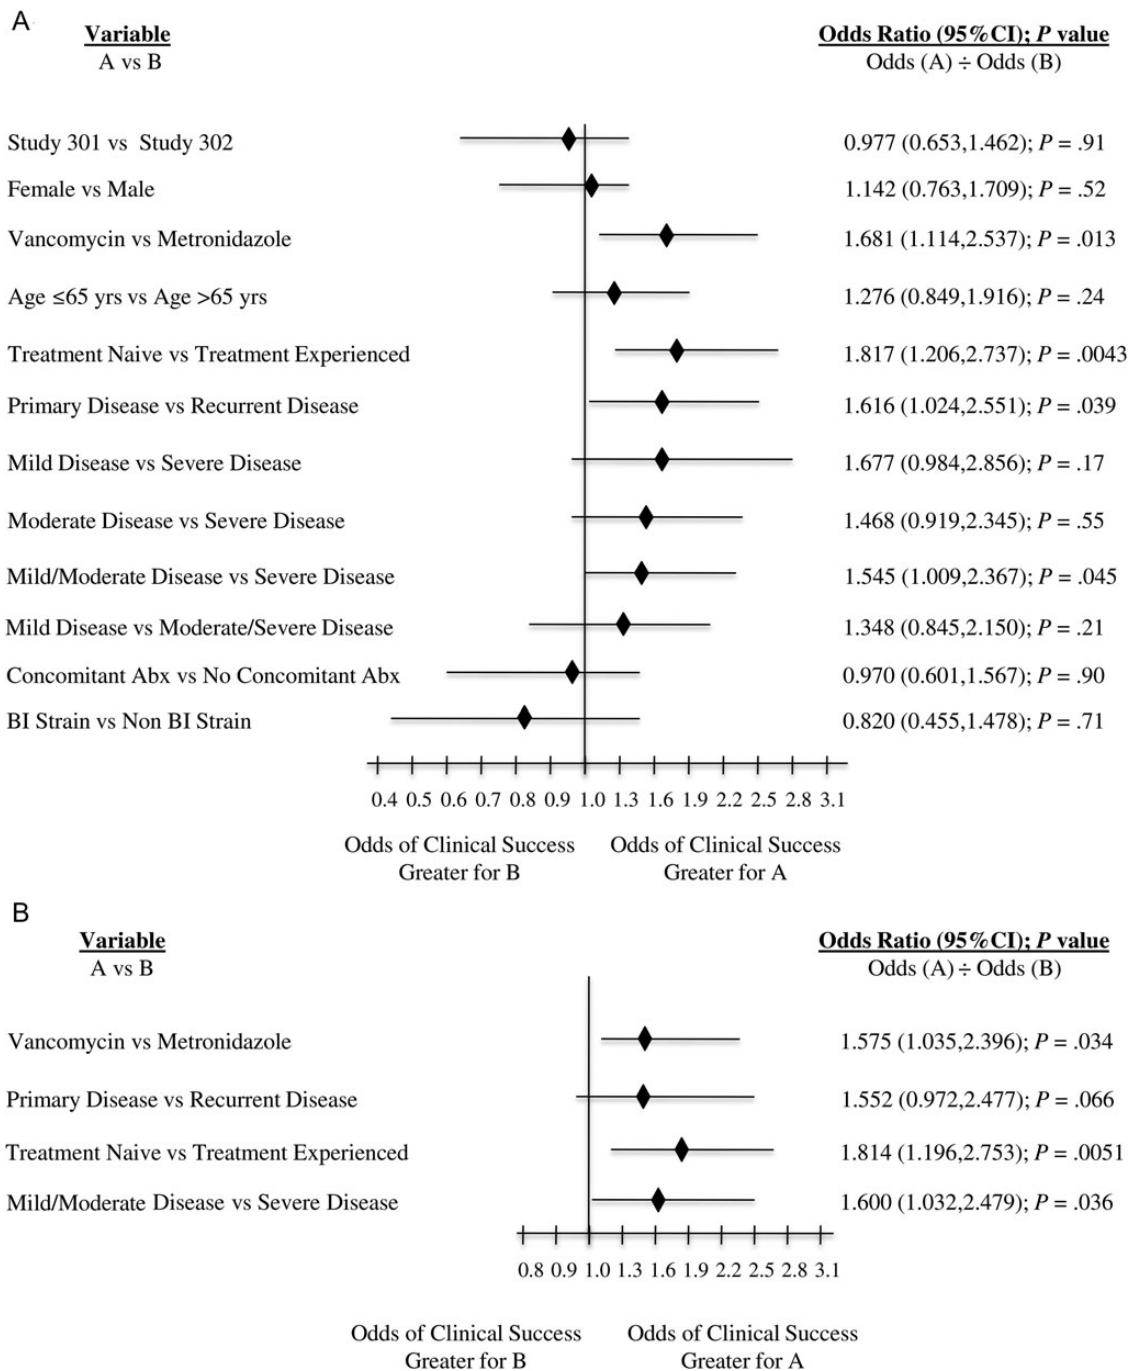 A
Variable
A vs B
Odds Ratio (95%CI); P value
Odds (A) ÷ Odds (B)
Study 301 vs Study 302 0.977 (0.653,1.462); P = .91
Female vs Male 1.142 (0.763,1.709); P = .52
Vancomycin vs Metronidazole 1.681 (1.114,2.537); P = .013
Age ≤65 yrs vs Age >65 yrs 1.276 (0.849,1.916); P = .24
Treatment Naive vs Treatment Experienced 1.817 (1.206,2.737); P = .0043
Primary Disease vs Recurrent Disease 1.616 (1.024,2.551); P = .039
Mild Disease vs Severe Disease 1.677 (0.984,2.856); P = .17
Moderate Disease vs Severe Disease 1.468 (0.919,2.345); P = .55
Mild/Moderate Disease vs Severe Disease 1.545 (1.009,2.367); P = .045
Mild Disease vs Moderate/Severe Disease 1.348 (0.845,2.150); P = .21
Concomitant Abx vs No Concomitant Abx 0.970 (0.601,1.567); P = .90
BI Strain vs Non BI Strain 0.820 (0.455,1.478); P = .71
0.4 0.5 0.6 0.7 0.8 0.9 1.0 1.3 1.6 1.9 2.2 2.5 2.8 3.1
Odds of Clinical Success
Greater for B
Odds of Clinical Success
Greater for A
B
Variable
A vs B
Odds Ratio (95%CI); P value
Odds (A) ÷ Odds (B)
Vancomycin vs Metronidazole 1.575 (1.035,2.396); P = .034
Primary Disease vs Recurrent Disease 1.552 (0.972,2.477); P = .066
Treatment Naive vs Treatment Experienced 1.814 (1.196,2.753); P = .0051
Mild/Moderate Disease vs Severe Disease 1.600 (1.032,2.479); P = .036
0.8 0.9 1.0 1.3 1.6 1.9 2.2 2.5 2.8 3.1
Odds of Clinical Success
Greater for B
Odds of Clinical Success
Greater for A